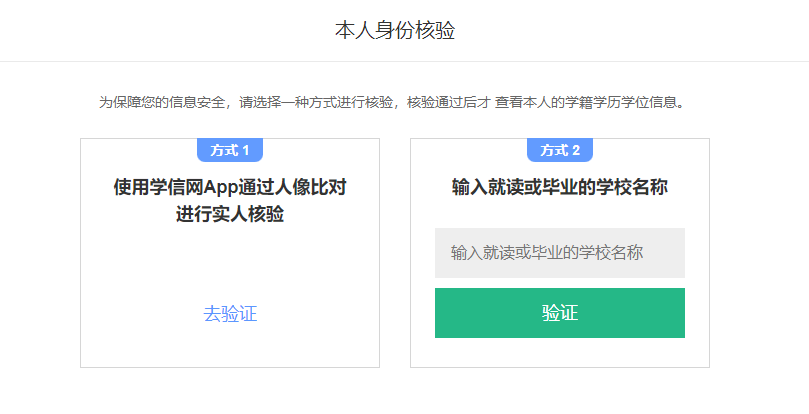 本人身份核验
为保障您的信息安全，请选择一种方式进行核验，核验通过后才 查看本人的学籍学历学位信息。
方式 1
使用学信网App通过人像比对
进行实人核验
去验证
方式 2
输入就读或毕业的学校名称
输入就读或毕业的学校名称
验证